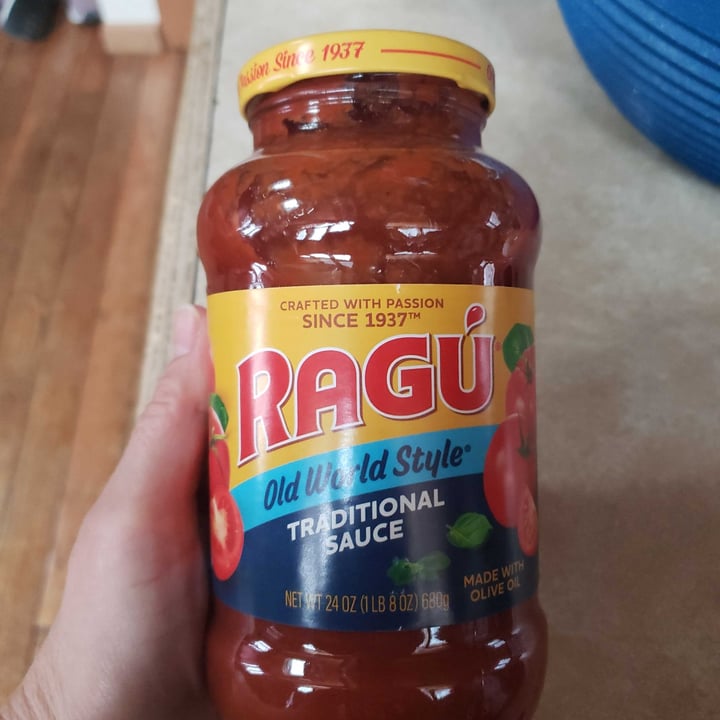 Passion Since 1937
CRAFTED WITH PASSION
SINCE 1937™
RAGÚ®
Old World Style®
TRADITIONAL
SAUCE
MADE WITH
OLIVE OIL
NET WT 24 OZ (1 LB 8 OZ) 680g